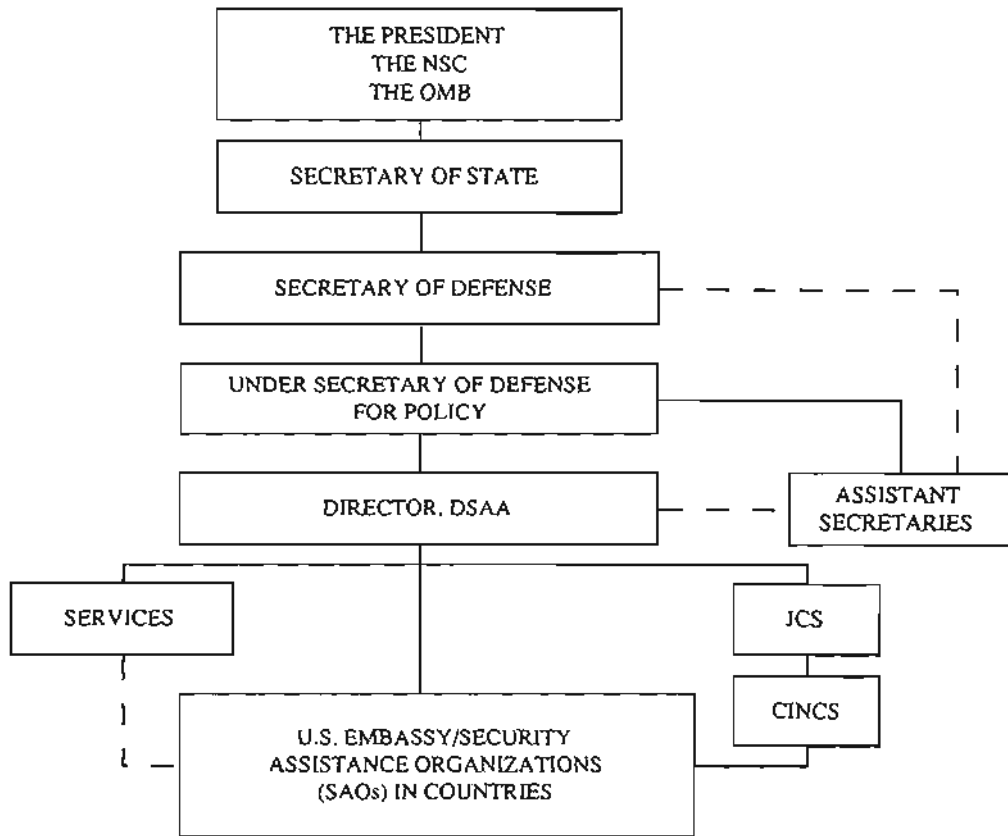 THE PRESIDENT
THE NSC
THE OMB
SECRETARY OF STATE
SECRETARY OF DEFENSE
UNDER SECRETARY OF DEFENSE
FOR POLICY
DIRECTOR, DSAA
ASSISTANT
SECRETARIES
SERVICES
JCS
CINCS
U.S. EMBASSY/SECURITY
ASSISTANCE ORGANIZATIONS
(SAOs) IN COUNTRIES